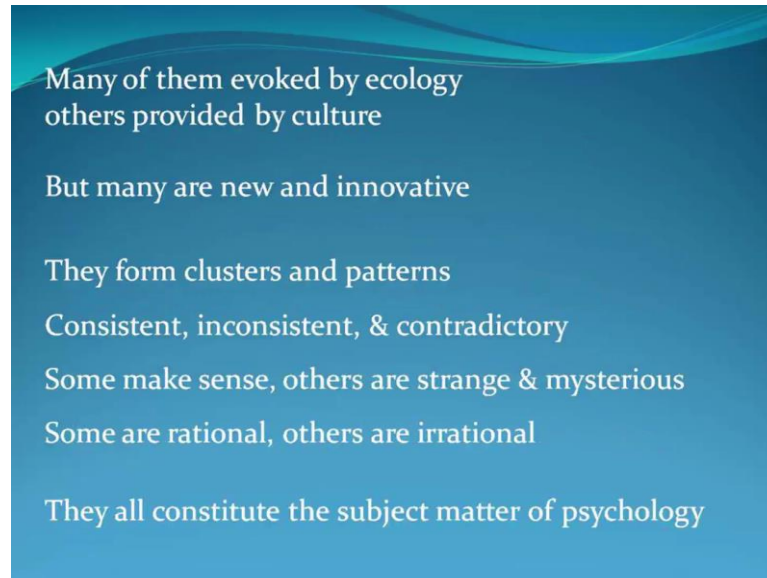 Many of them evoked by ecology
others provided by culture
But many are new and innovative
They form clusters and patterns
Consistent, inconsistent, & contradictory
Some make sense, others are strange & mysterious
Some are rational, others are irrational
They all constitute the subject matter of psychology